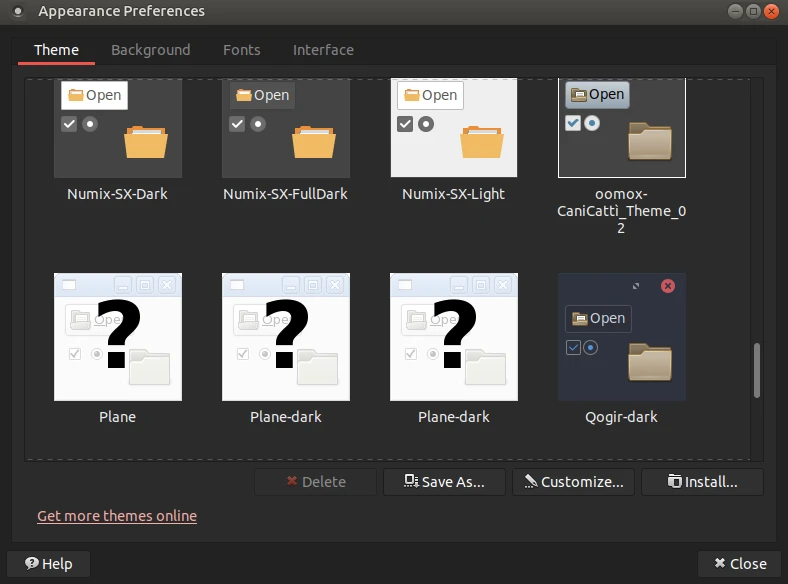 Appearance Preferences
Theme Background Fonts Interface
Open Open Open Open
Numix-SX-Dark Numix-SX-FullDark Numix-SX-Light oomox-
CaniCatti_Theme_0
2
? ? ? Open
Plane Plane-dark Plane-dark Qogir-dark
Delete Save As... Customize... Install...
Get more themes online
Help Close